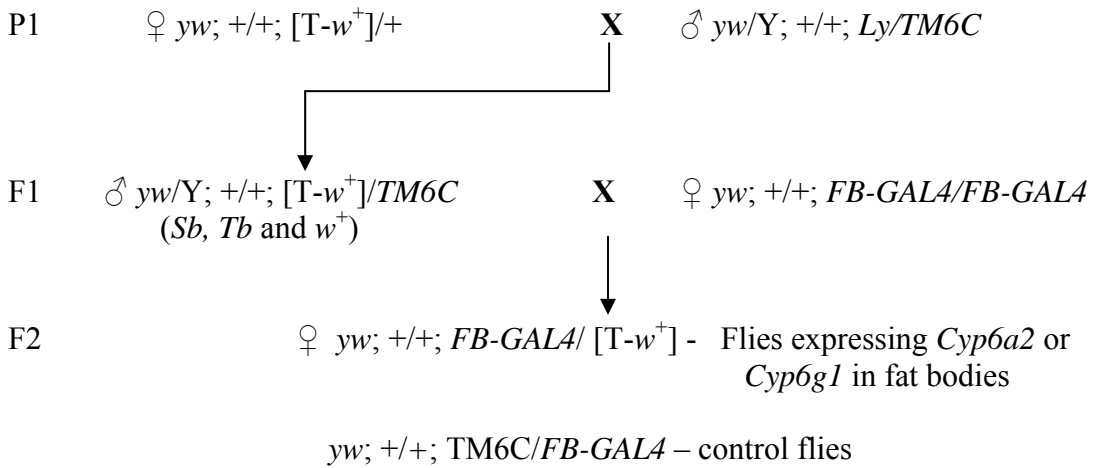 P1 ♀ yw; +/+; [T-w⁺]/+ X ♂ yw/Y; +/+; Ly/TM6C
F1 ♂ yw/Y; +/+; [T-w⁺]/TM6C X ♀ yw; +/+; FB-GAL4/FB-GAL4
(Sb, Tb and w⁺)
F2 ♀ yw; +/+; FB-GAL4/ [T-w⁺] - Flies expressing Cyp6a2 or
Cyp6g1 in fat bodies
yw; +/+; TM6C/FB-GAL4 – control flies